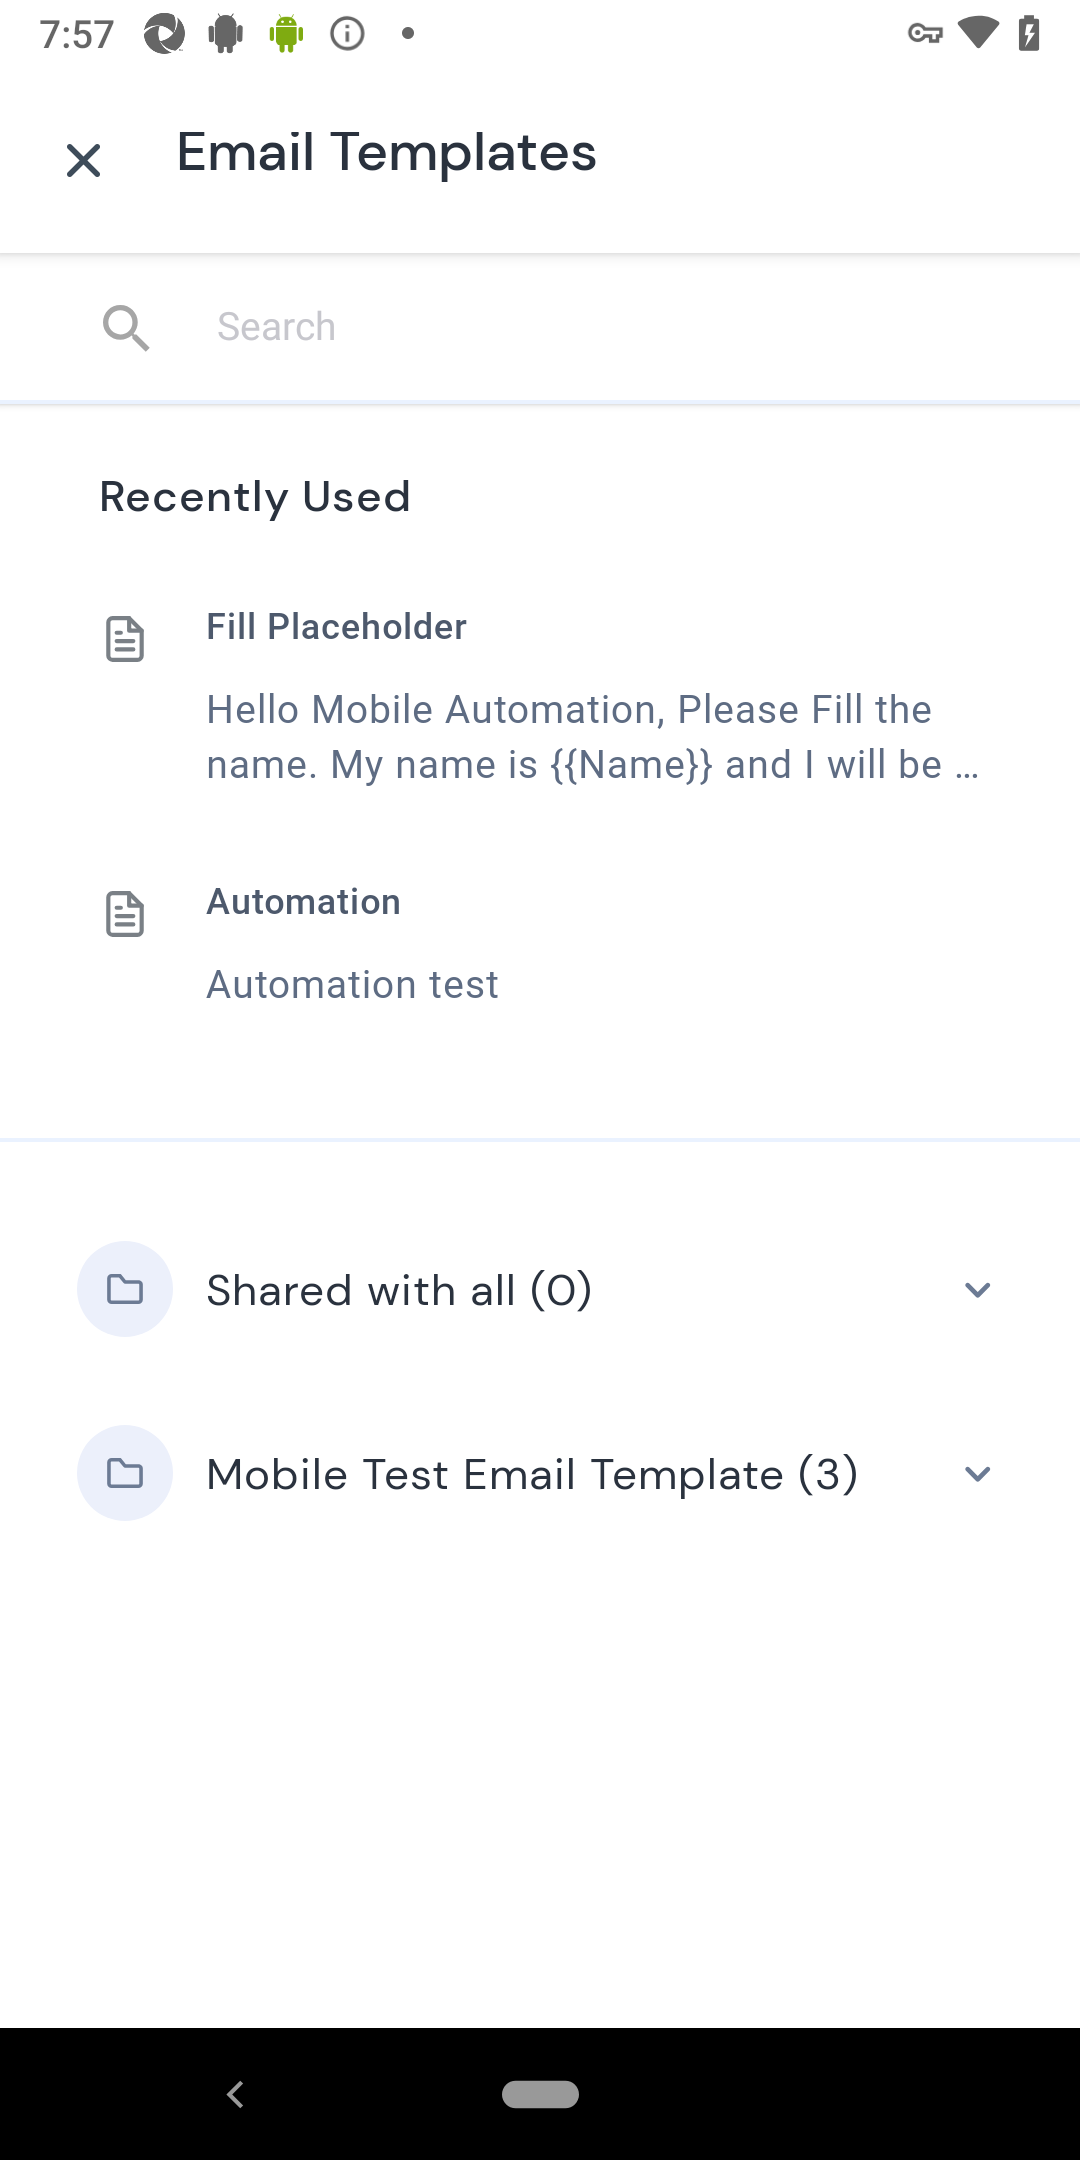 7:57
Email Templates
Search
Recently Used
Fill Placeholder
Hello Mobile Automation, Please Fill the
name. My name is {{Name}} and I will be ...
Automation
Automation test
Shared with all (0)
Mobile Test Email Template (3)